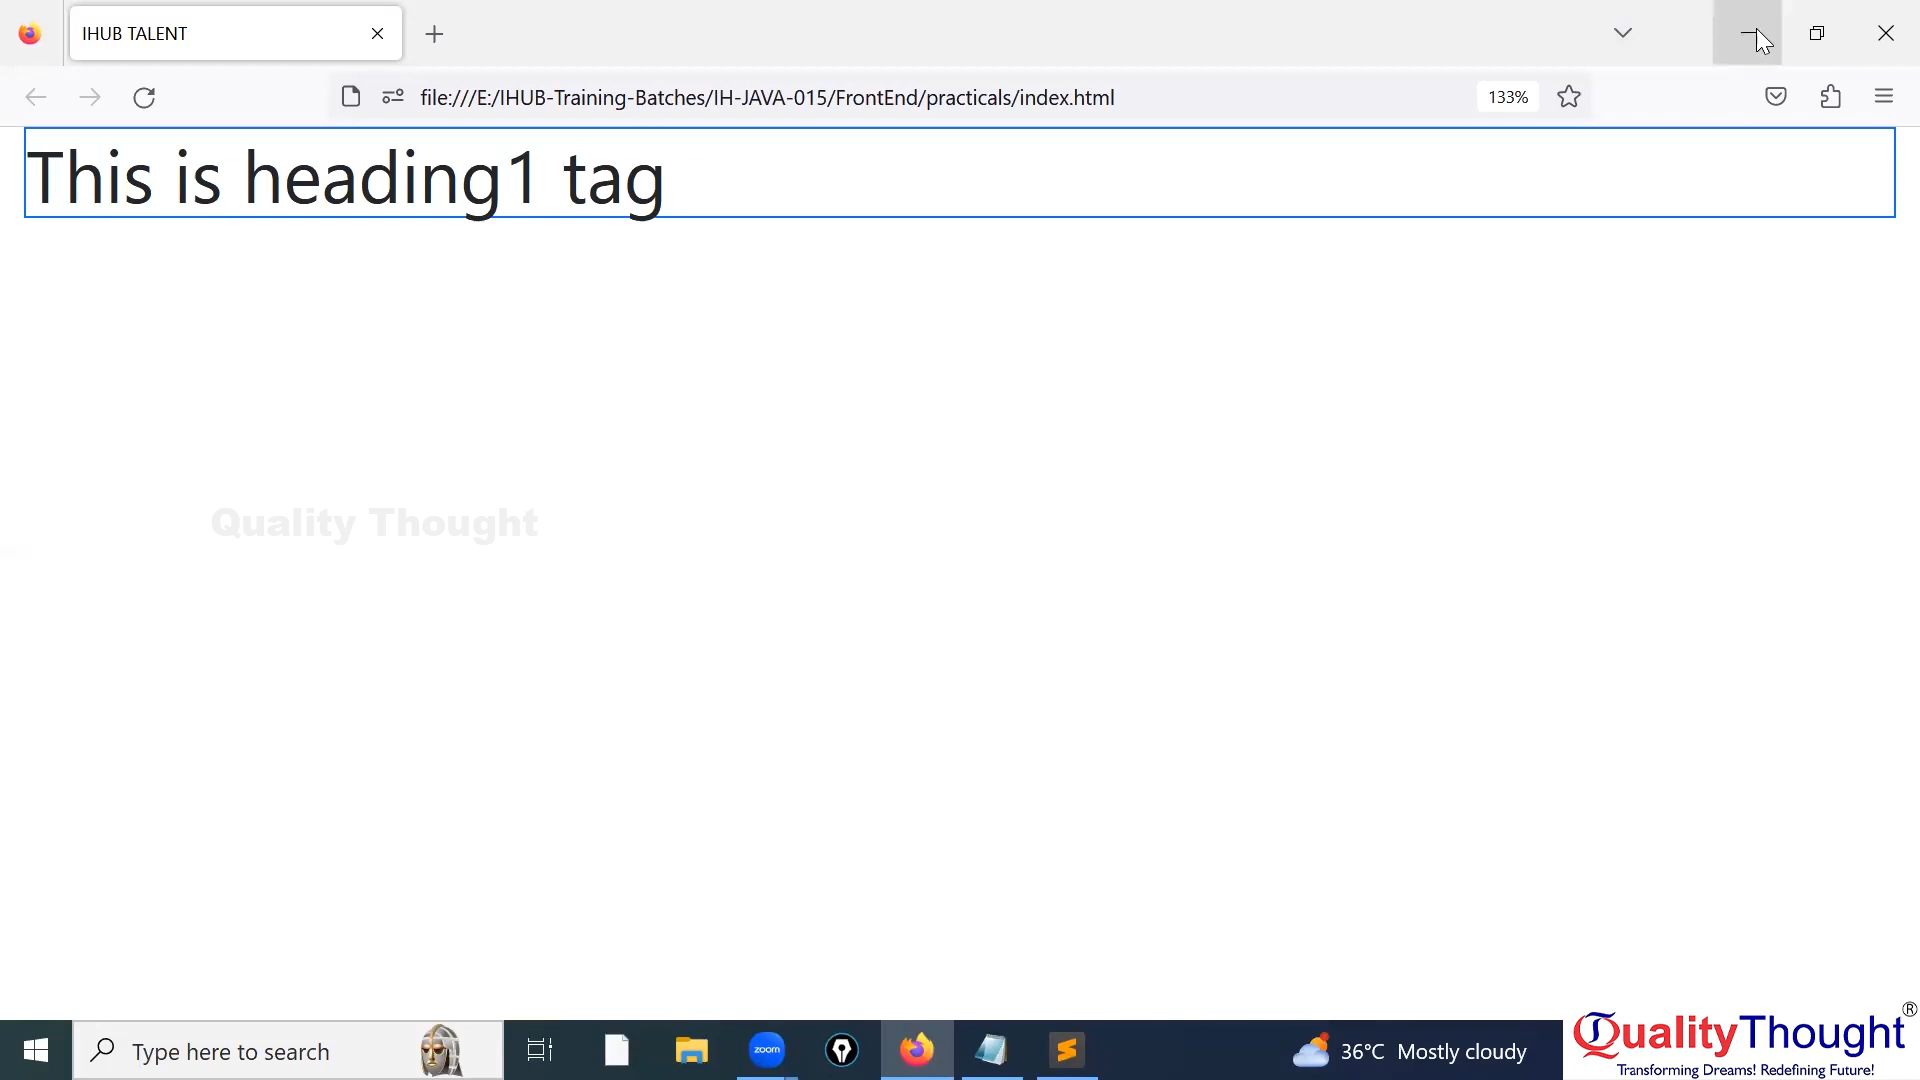 IHUB TALENT
file:///E:/IHUB-Training-Batches/IH-JAVA-015/FrontEnd/practicals/index.html
133%
This is heading1 tag
Quality Thought
Type here to search
zoom
36°C Mostly cloudy
QualityThought®
Transforming Dreams! Redefining Future!